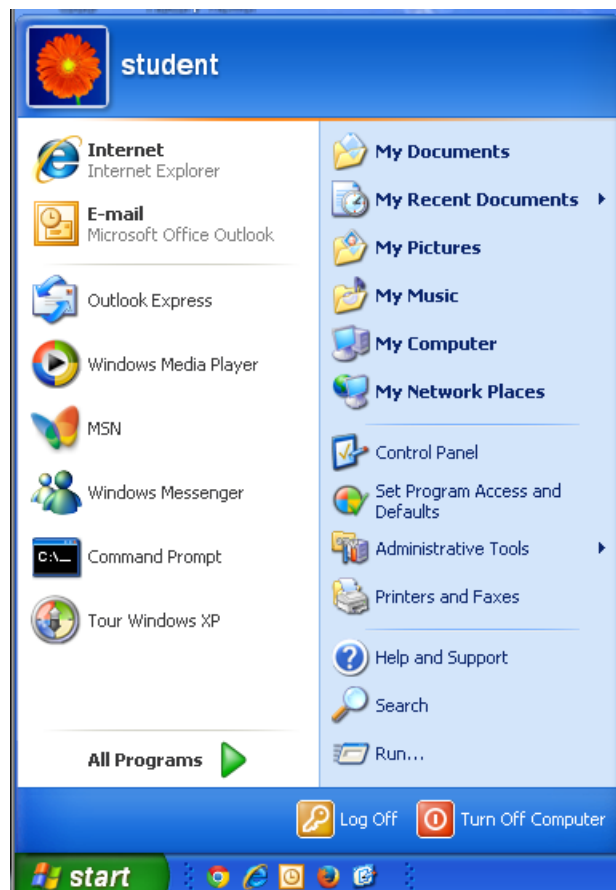 student
Internet
Internet Explorer
E-mail
Microsoft Office Outlook
Outlook Express
Windows Media Player
MSN
Windows Messenger
C:\_
Command Prompt
Tour Windows XP
All Programs
My Documents
My Recent Documents
My Pictures
My Music
My Computer
My Network Places
Control Panel
Set Program Access and
Defaults
Administrative Tools
Printers and Faxes
Help and Support
Search
Run...
Log Off
Turn Off Computer
start